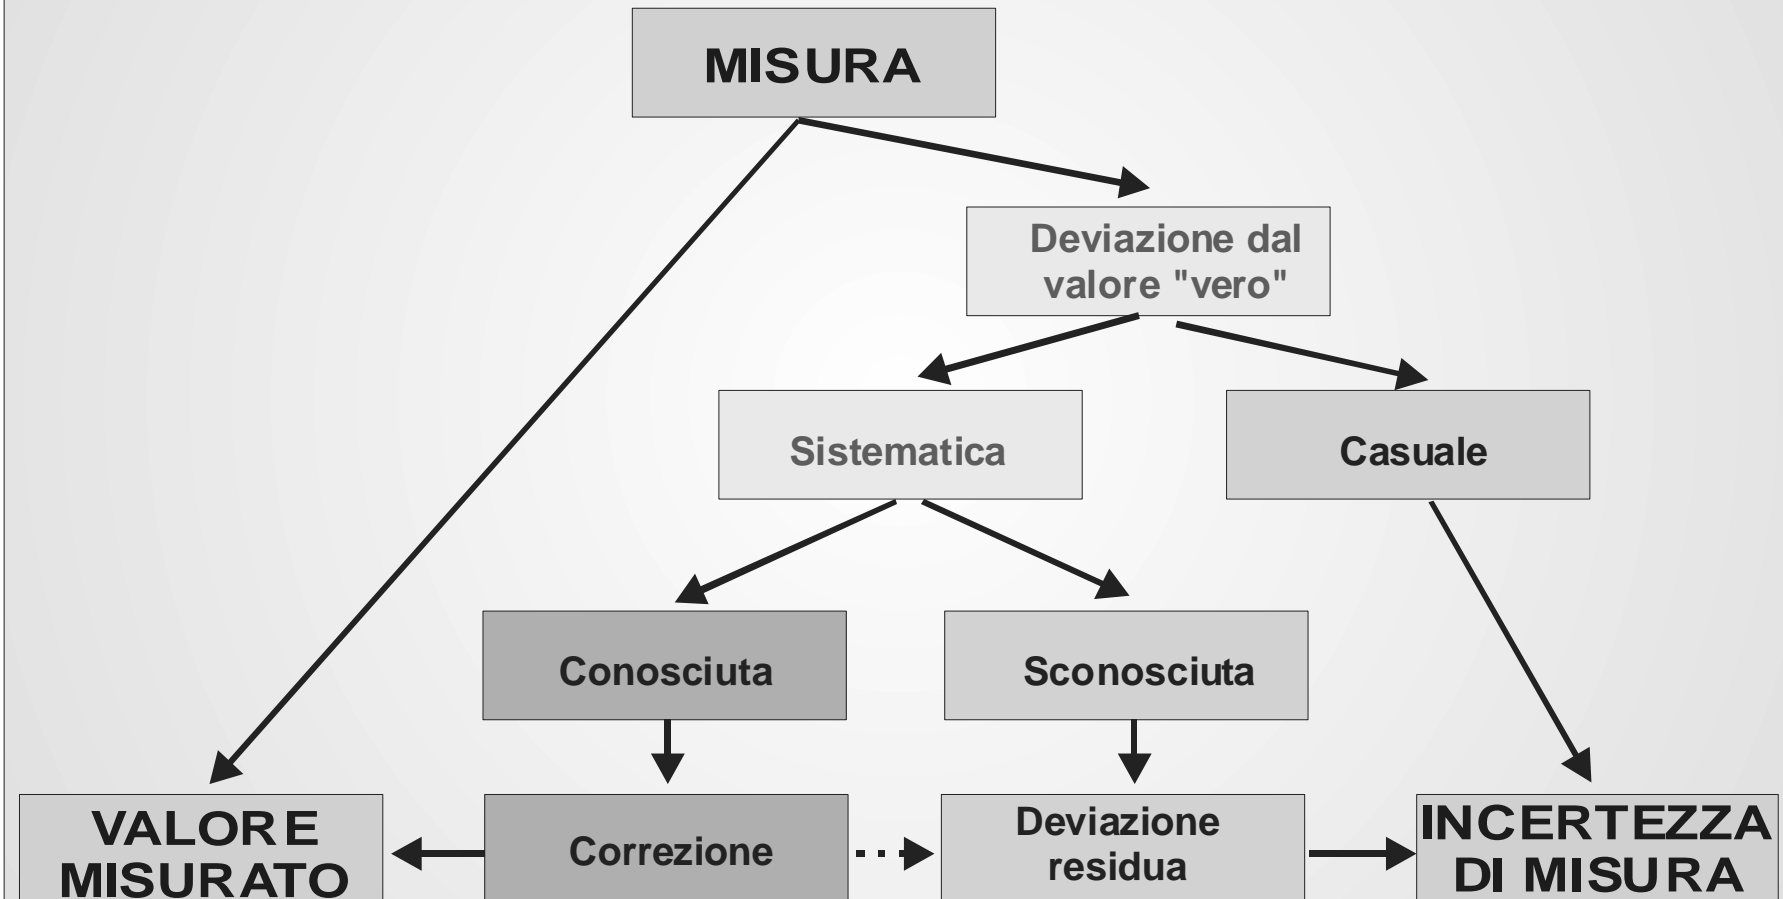 MISURA
Deviazione dal
valore "vero"
Sistematica
Casuale
Conosciuta
Sconosciuta
VALORE
MISURATO
Correzione
Deviazione
residua
INCERTEZZA
DI MISURA